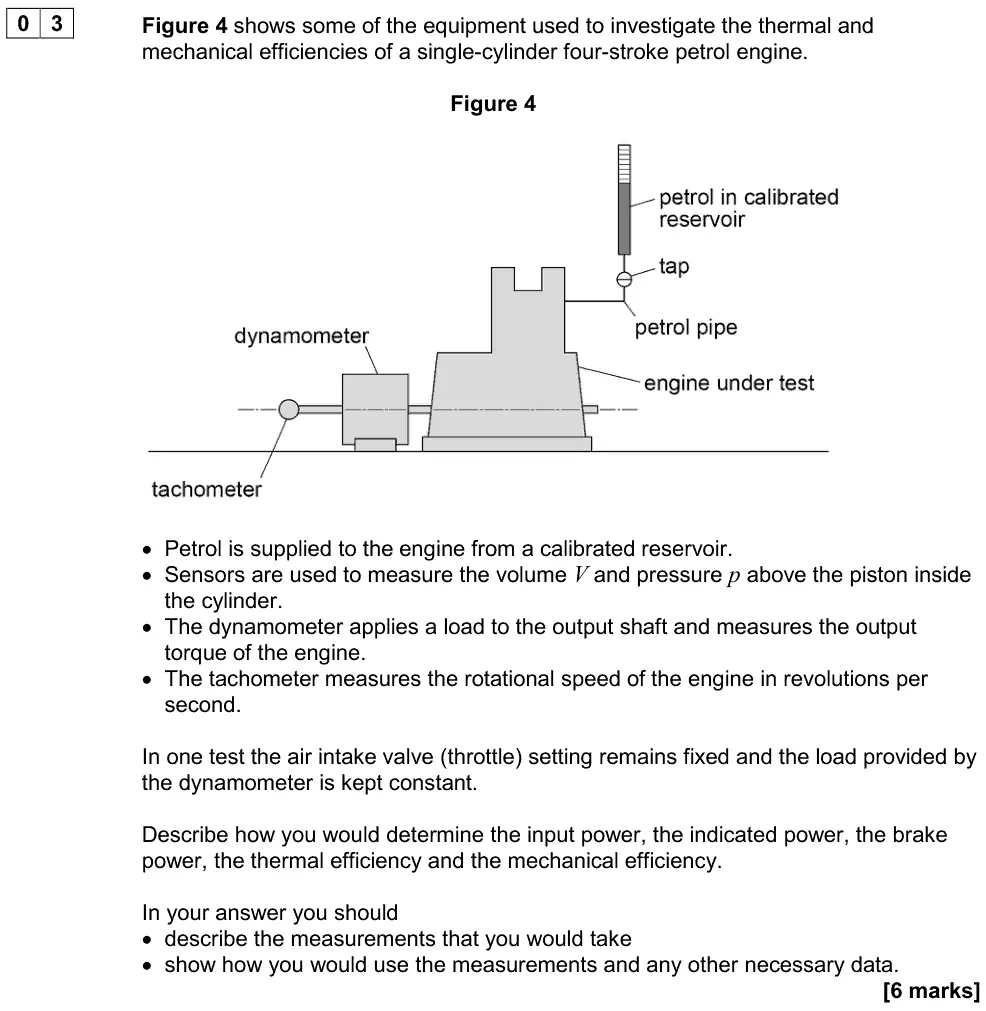 0 3
Figure 4 shows some of the equipment used to investigate the thermal and
mechanical efficiencies of a single-cylinder four-stroke petrol engine.
Figure 4
petrol in calibrated
reservoir
tap
petrol pipe
dynamometer
engine under test
tachometer
• Petrol is supplied to the engine from a calibrated reservoir.
• Sensors are used to measure the volume V and pressure p above the piston inside
the cylinder.
• The dynamometer applies a load to the output shaft and measures the output
torque of the engine.
• The tachometer measures the rotational speed of the engine in revolutions per
second.
In one test the air intake valve (throttle) setting remains fixed and the load provided by
the dynamometer is kept constant.
Describe how you would determine the input power, the indicated power, the brake
power, the thermal efficiency and the mechanical efficiency.
In your answer you should
• describe the measurements that you would take
• show how you would use the measurements and any other necessary data.
[6 marks]